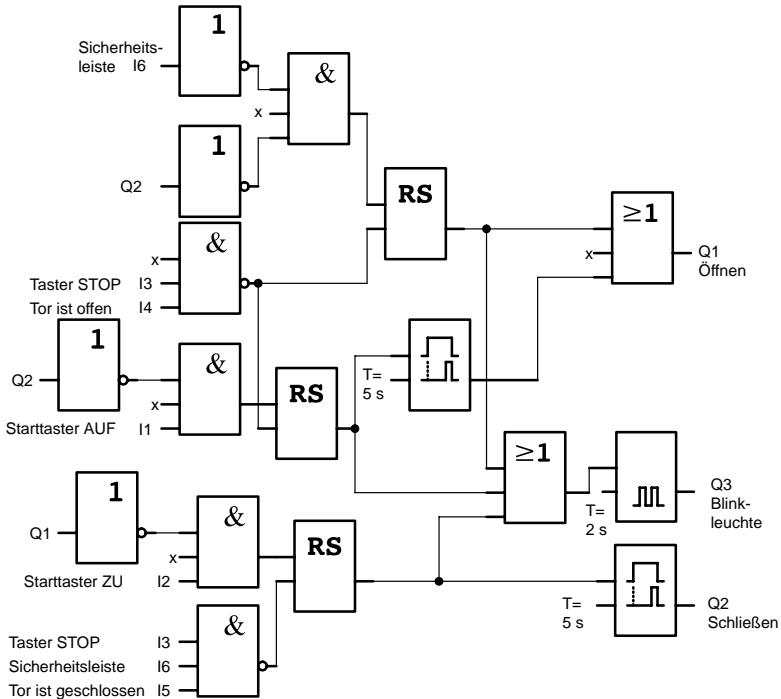 1
Sicherheits-
leiste I6
&
x
1
Q2
RS
≥1
&
x
Q1
Öffnen
x
Taster STOP I3
Tor ist offen I4
1
&
RS
T=
5 s
Q2
x
Starttaster AUF I1
≥1
1
Q3
Blink-
leuchte
T=
2 s
&
RS
Q1
x
Starttaster ZU I2
T=
5 s
Q2
Schließen
&
Taster STOP I3
Sicherheitsleiste I6
Tor ist geschlossen I5